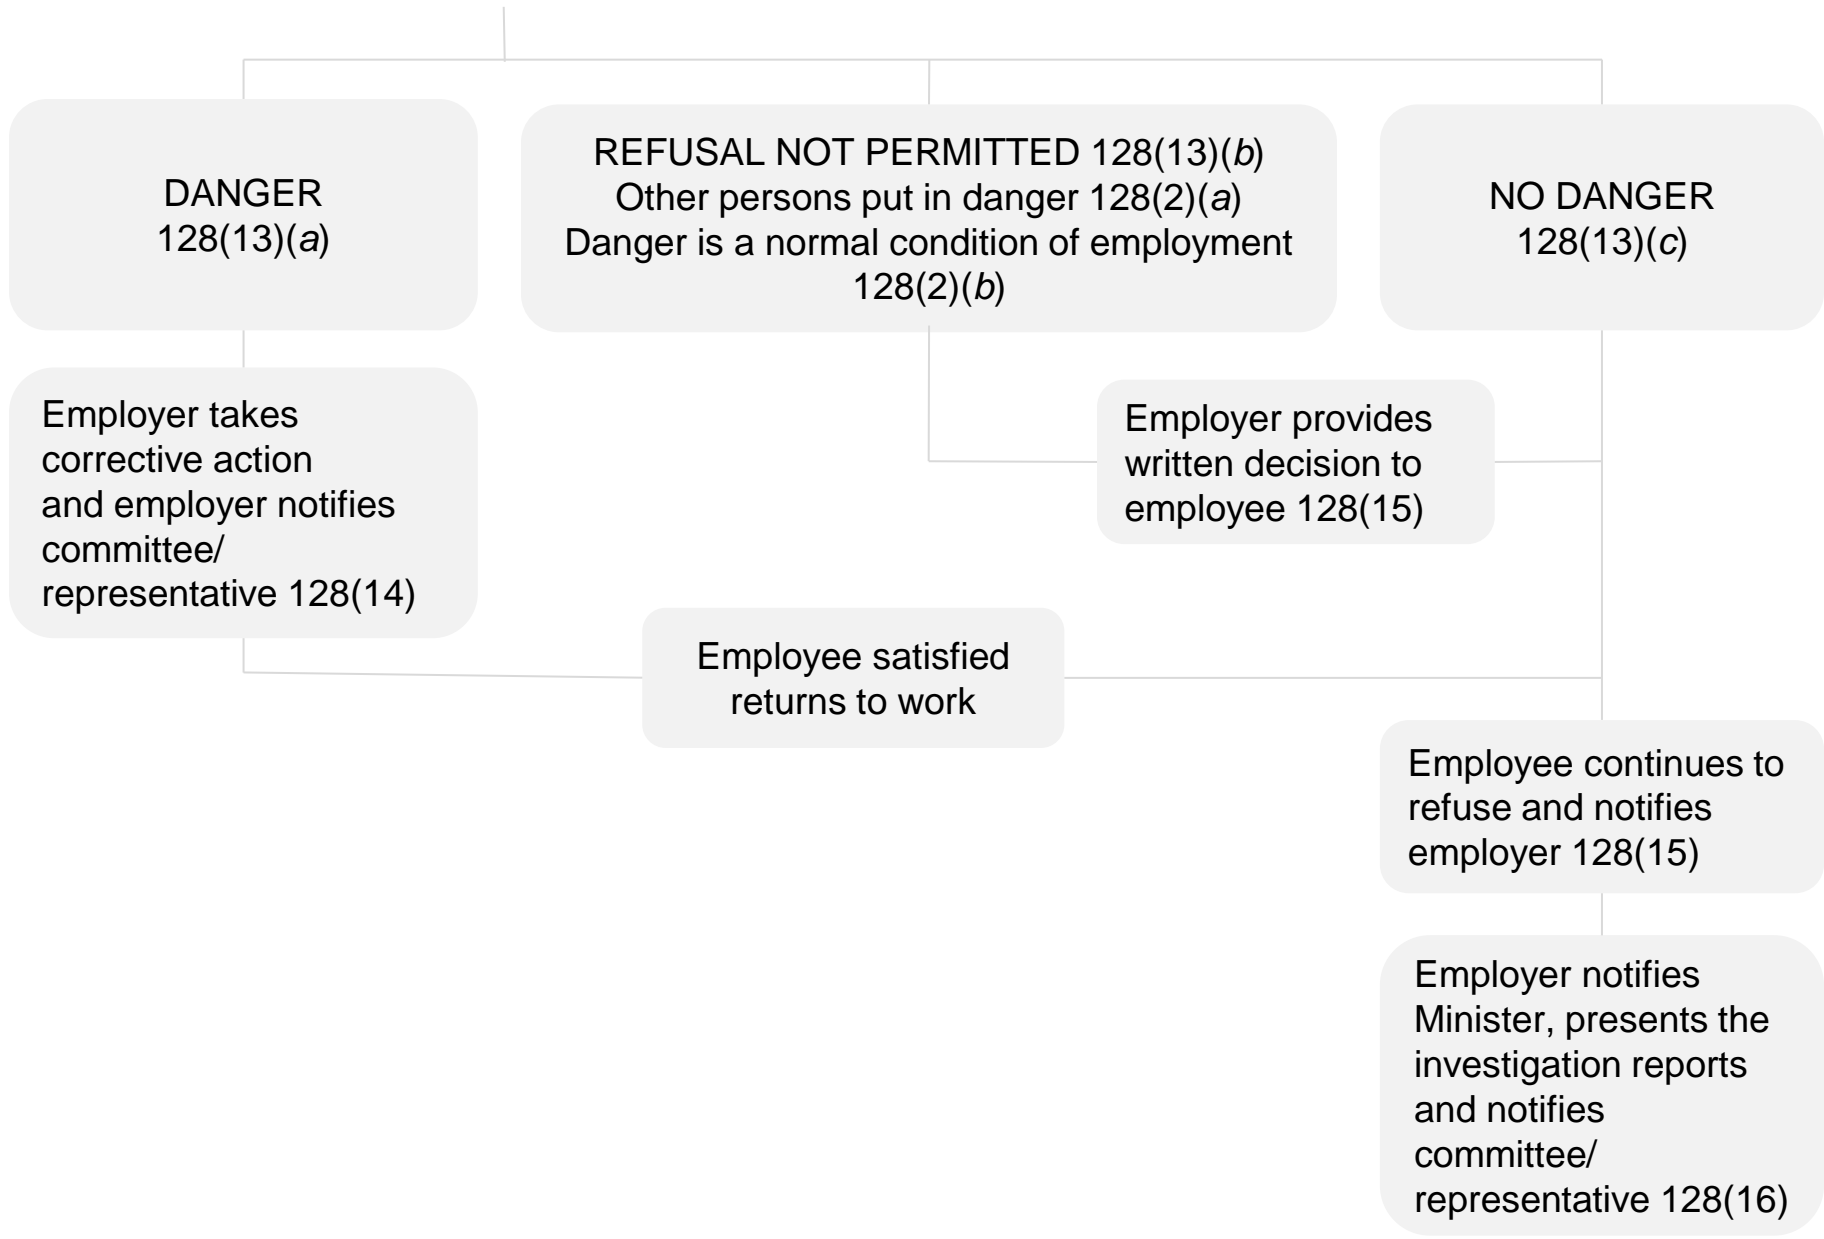 DANGER
128(13)(a)
REFUSAL NOT PERMITTED 128(13)(b)
Other persons put in danger 128(2)(a)
Danger is a normal condition of employment
128(2)(b)
NO DANGER
128(13)(c)
Employer takes
corrective action
and employer notifies
committee/
representative 128(14)
Employer provides
written decision to
employee 128(15)
Employee satisfied
returns to work
Employee continues to
refuse and notifies
employer 128(15)
Employer notifies
Minister, presents the
investigation reports
and notifies
committee/
representative 128(16)